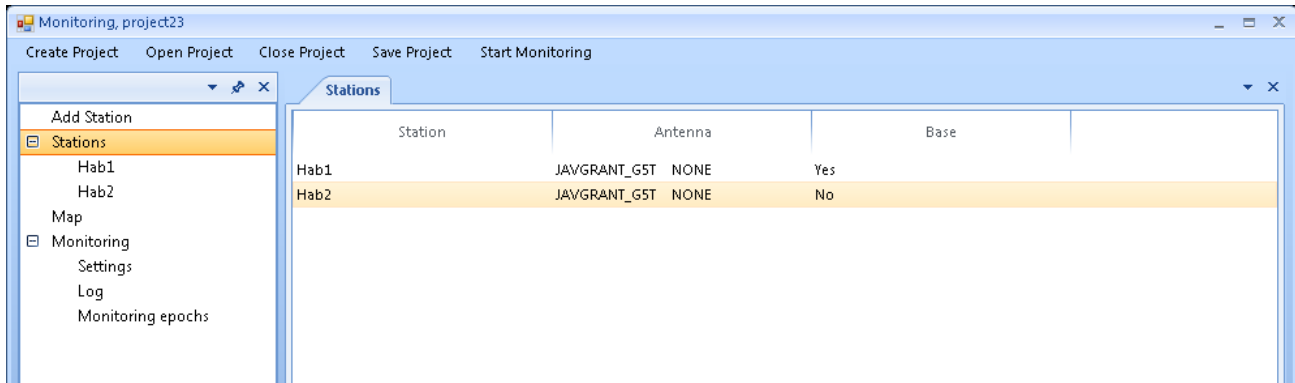 Monitoring, project23
Create Project Open Project Close Project Save Project Start Monitoring
Add Station
Stations
Hab1
Hab2
Map
Monitoring
Settings
Log
Monitoring epochs
Stations
Station Antenna Base
Hab1 JAVGRANT_G5T NONE Yes
Hab2 JAVGRANT_G5T NONE No